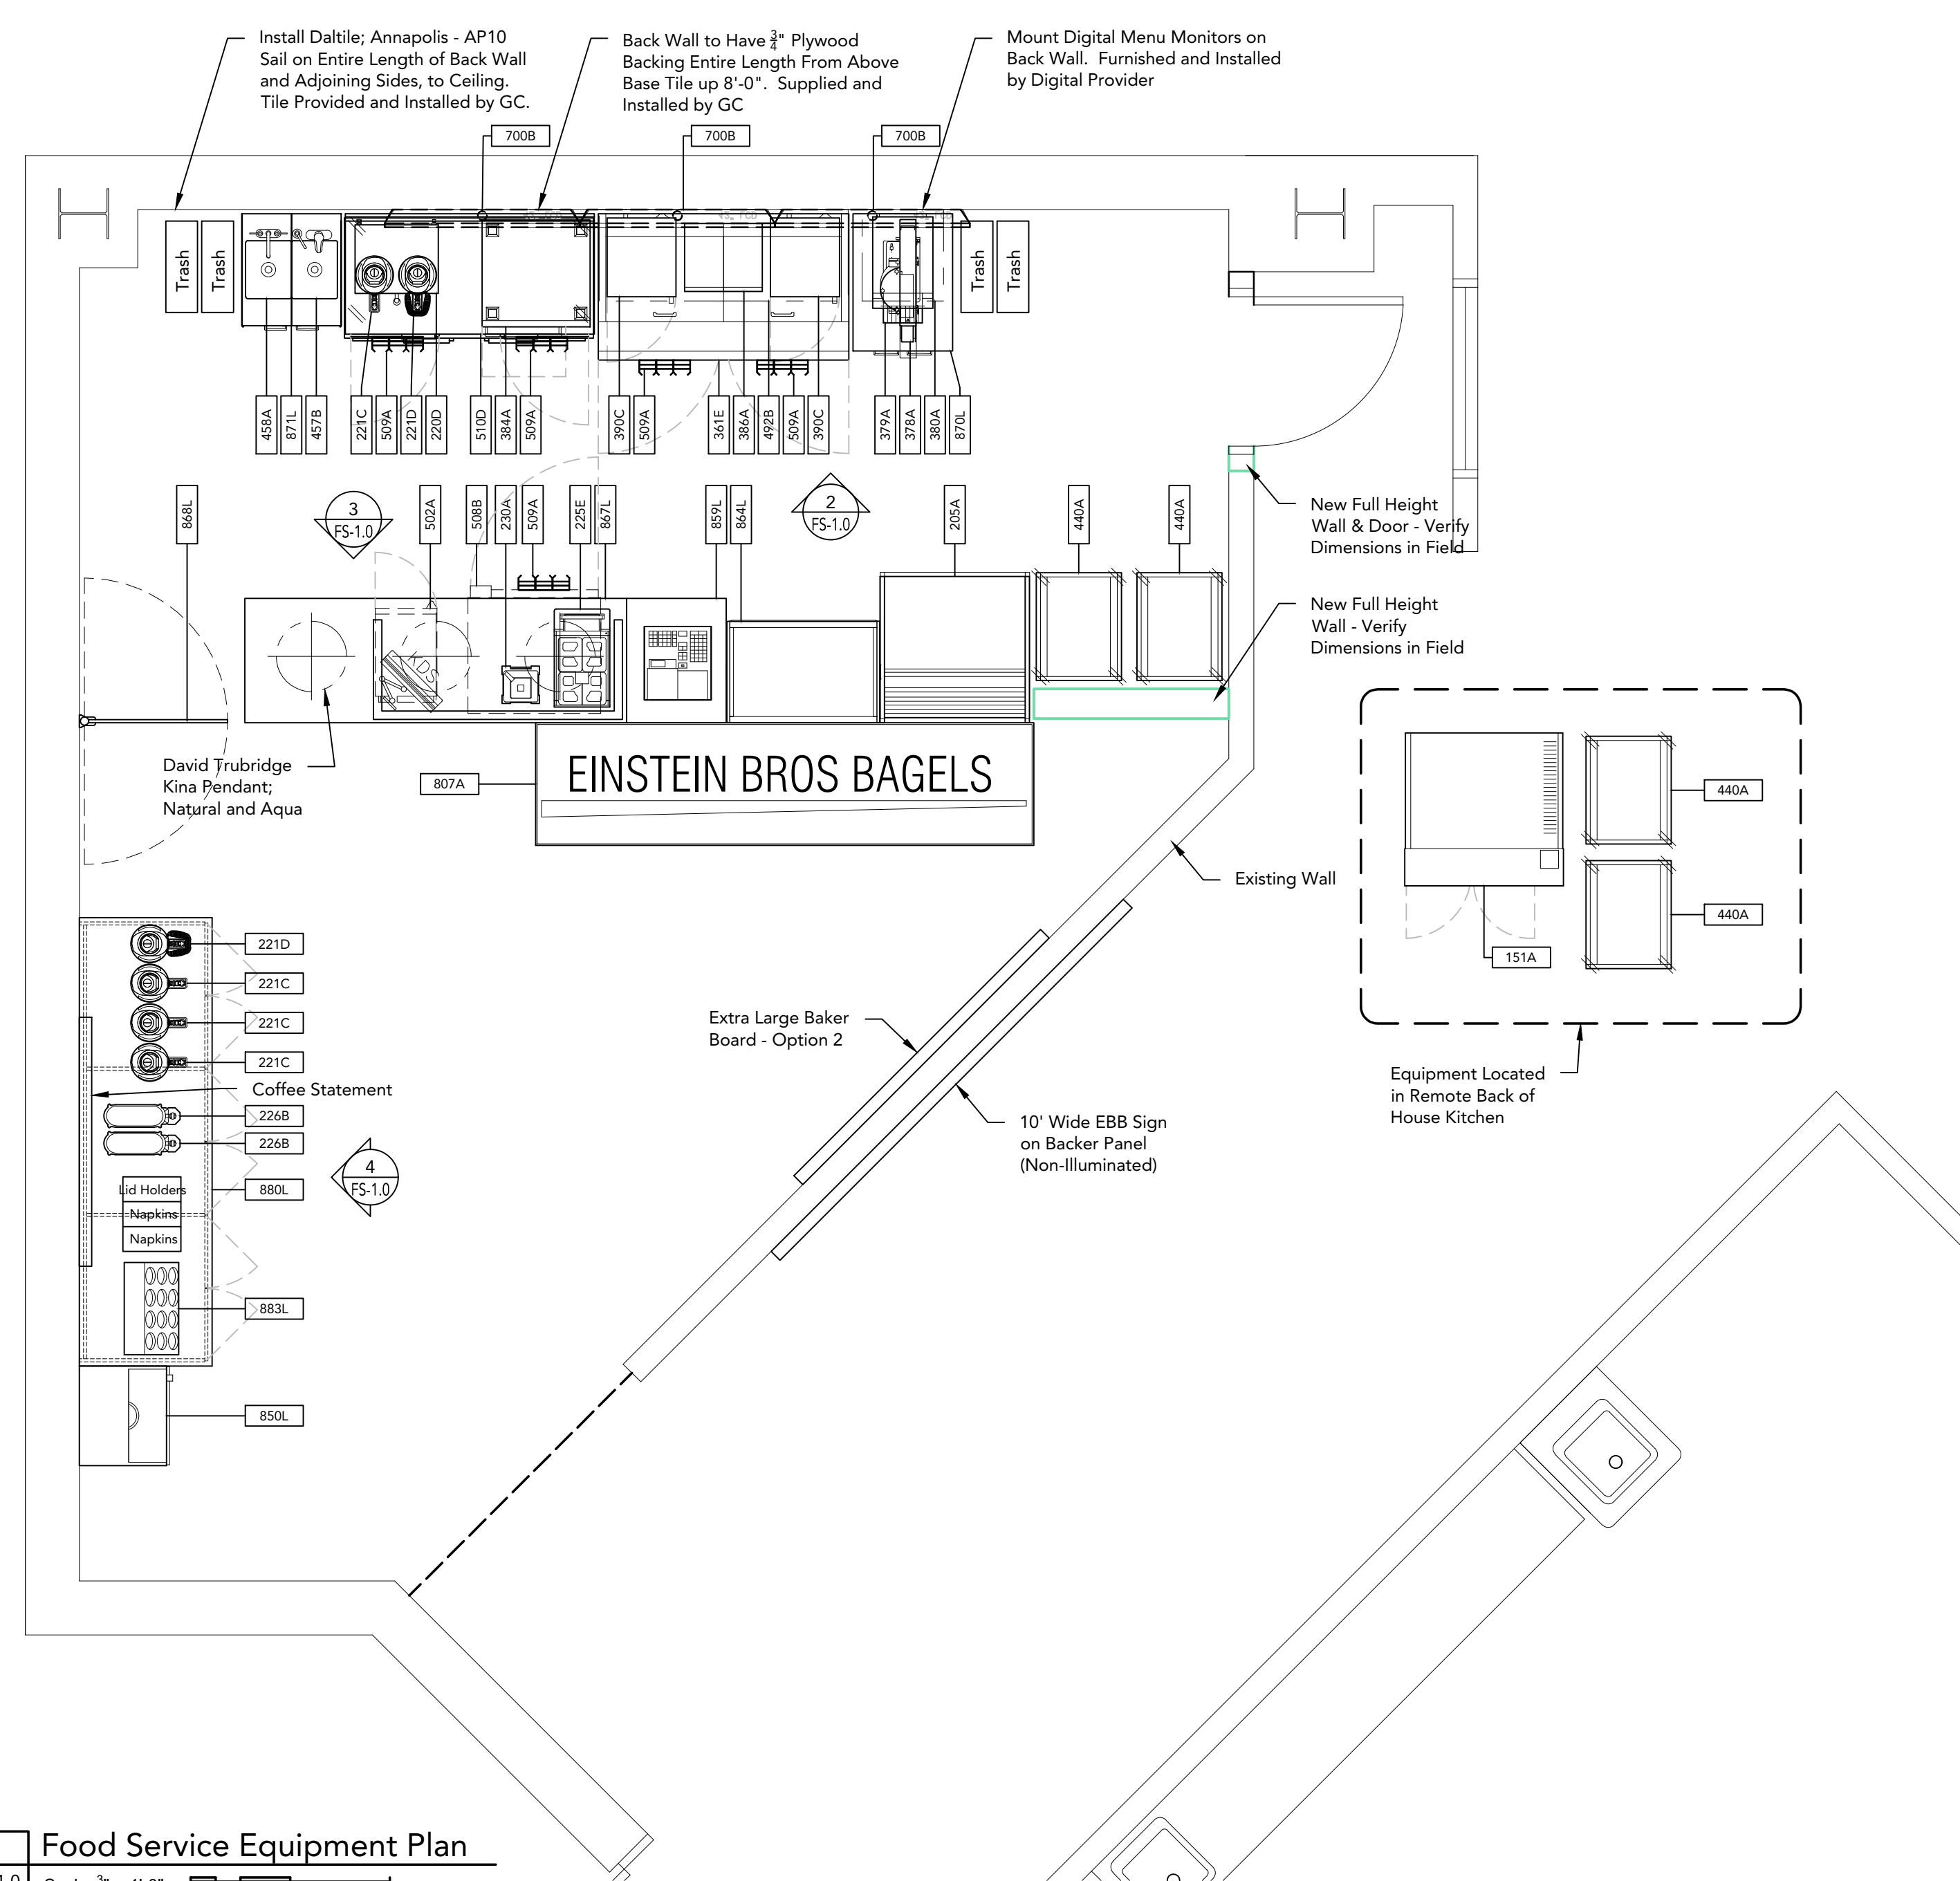 Install Daltile; Annapolis - AP10
Sail on Entire Length of Back Wall
and Adjoining Sides, to Ceiling.
Tile Provided and Installed by GC.
Back Wall to Have 3/4" Plywood
Backing Entire Length From Above
Base Tile up 8'-0".  Supplied and
Installed by GC
Mount Digital Menu Monitors on
Back Wall.  Furnished and Installed
by Digital Provider
700B
700B
700B
Trash
Trash
Trash
Trash
458A
871L
457B
221C
509A
221D
220D
510D
384A
509A
390C
509A
361E
386A
492B
509A
390C
379A
378A
380A
870L
868L
3
FS-1.0
502A
508B
230A
509A
225E
867L
859L
864L
2
FS-1.0
205A
440A
440A
New Full Height
Wall & Door - Verify
Dimensions in Field
New Full Height
Wall - Verify
Dimensions in Field
KDS
David Trubridge
Kina Pendant;
Natural and Aqua
807A
EINSTEIN BROS BAGELS
Existing Wall
440A
440A
151A
Equipment Located
in Remote Back of
House Kitchen
221D
221C
221C
221C
Coffee Statement
226B
226B
880L
Lid Holders
Napkins
Napkins
4
FS-1.0
883L
850L
Extra Large Baker
Board - Option 2
10' Wide EBB Sign
on Backer Panel
(Non-Illuminated)
Food Service Equipment Plan